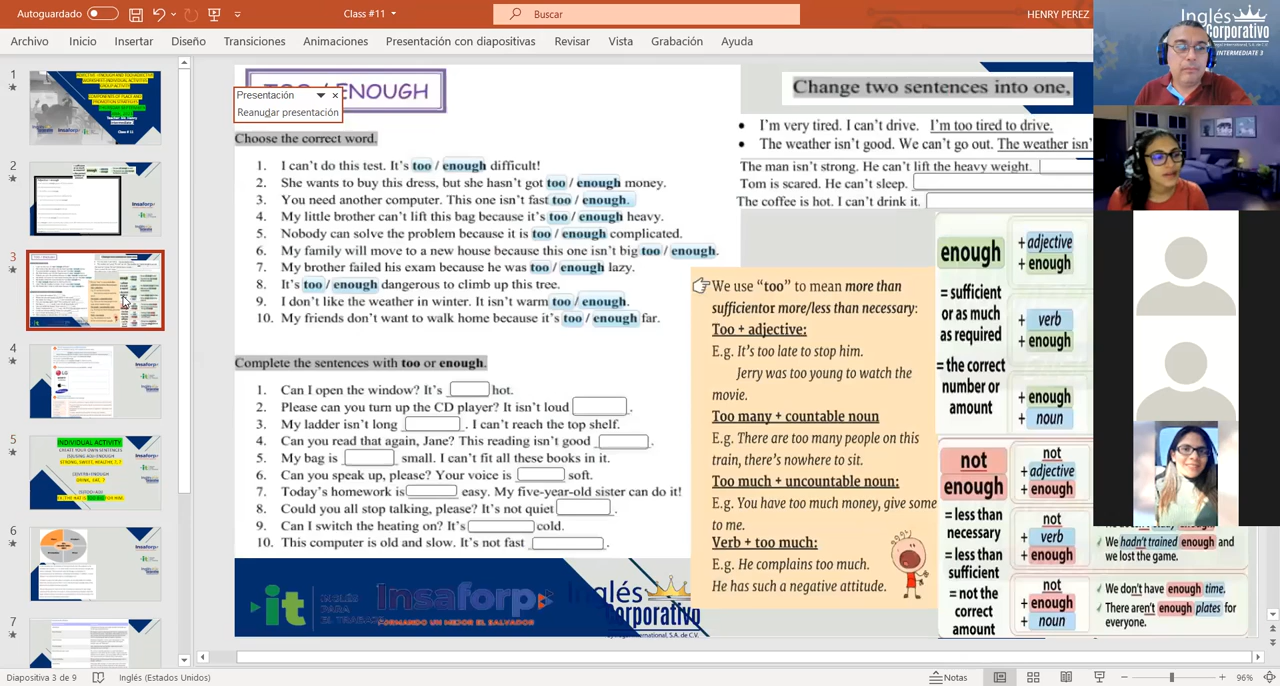 Autoguardado
Class #11
Buscar
HENRY PEREZ
Archivo Inicio Insertar Diseño Transiciones Animaciones Presentación con diapositivas Revisar Vista Grabación Ayuda
Inglés
Corporativo
INTERMEDIATE 3
1
2
3
4
5
6
7
INDIVIDUAL ACTIVITY
TOO / ENOUGH
Presentación
Reanudar presentación
Choose the correct word.
1. I can't do this test. It's too / enough difficult!
2. She wants to buy this dress, but she hasn't got too / enough money.
3. You need another computer. This one isn't fast too / enough.
4. My little brother can't lift this bag because it's too / enough heavy.
5. Nobody can solve the problem because it is too / enough complicated.
6. My family will move to a new house because this one isn't big too / enough.
7. My brother failed his exam because he was too / enough lazy.
8. It's too / enough dangerous to climb up this tree.
9. I don't like the weather in winter. It isn't warm too / enough.
10. My friends don't want to walk home because it's too / enough far.
Complete the sentences with too or enough.
1. Can I open the window? It's hot.
2. Please can you turn up the CD player? It isn't loud .
3. My ladder isn't long . I can't reach the top shelf.
4. Can you read that again, Jane? This reading isn't good .
5. My bag is small. I can't fit all these books in it.
6. Can you speak up, please? Your voice is soft.
7. Today's homework is easy. My five-year-old sister can do it!
8. Could you all stop talking, please? It's not quiet .
9. Can I switch the heating on? It's cold.
10. This computer is old and slow. It's not fast .
Change two sentences into one,
• I'm very tired. I can't drive. I'm too tired to drive.
• The weather isn't good. We can't go out. The weather isn'
The man isn't strong. He can't lift the heavy weight.
Tom is scared. He can't sleep.
The coffee is hot. I can't drink it.
We use "too" to mean more than
sufficient or more/less than necessary:
Too + adjective:
E.g. It's too late to stop him.
Jerry was too young to watch the
movie.
Too many + countable noun
E.g. There are too many people on this
train, there's nowhere to sit.
Too much + uncountable noun:
E.g. You have too much money, give some
to me.
Verb + too much:
E.g. He complains too much.
He has such a negative attitude.
enough
= sufficient
or as much
as required
= the correct
number or
amount
+ adjective
+ enough
+ verb
+ enough
+ enough
+ noun
not
enough
= less than
necessary
= less than
sufficient
= not the
correct
amount
not
+ adjective
+ enough
not
+ verb
+ enough
not
+ enough
+ noun
We hadn't trained enough and
we lost the game.
We don't have enough time.
There aren't enough plates for
everyone.
it
INGLÉS
PARA
EL TRABAJO
Insaforp
FORMANDO UN MEJOR EL SALVADOR
Inglés
Corporativo
Diapositiva 3 de 9
Inglés (Estados Unidos)
Notas
96%